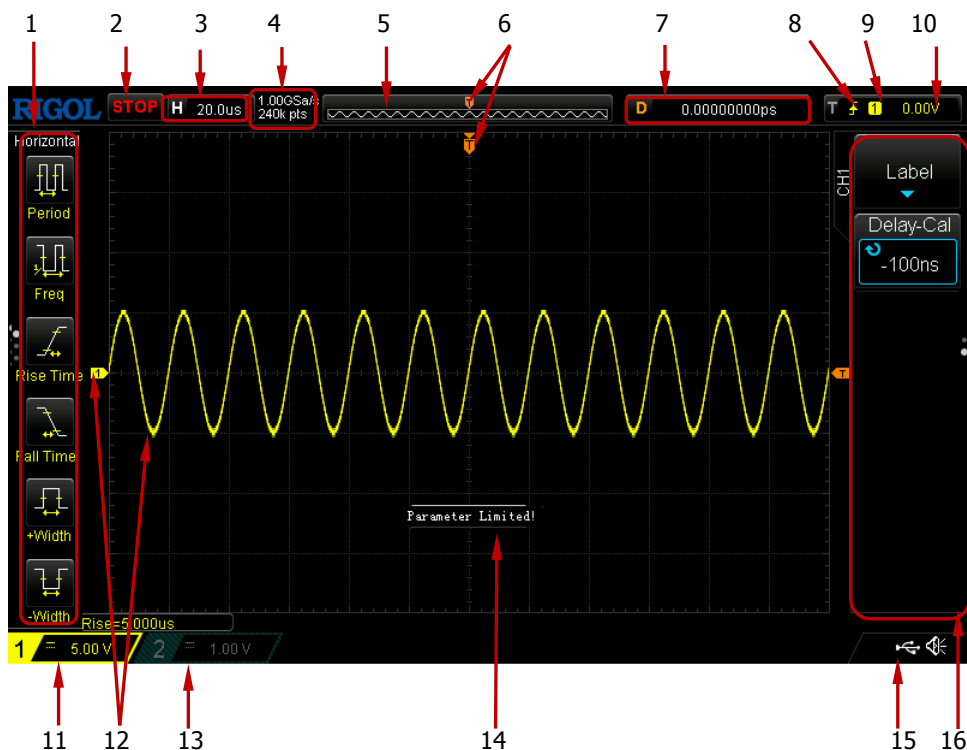 1 2 3 4 5 6 7 8 9 10
RIGOL STOP H 20.0us 1.00GSa/s 240k pts T D 0.00000000ps T 1 0.00V
Horizontal
T
CH1
Label
Period
Delay-Cal
-100ns
1/
Freq
Rise Time
1
T
Fall Time
Parameter Limited!
+Width
-Width
Rise=5.000us
1 5.00 V 2 1.00 V
11 12 13 14 15 16